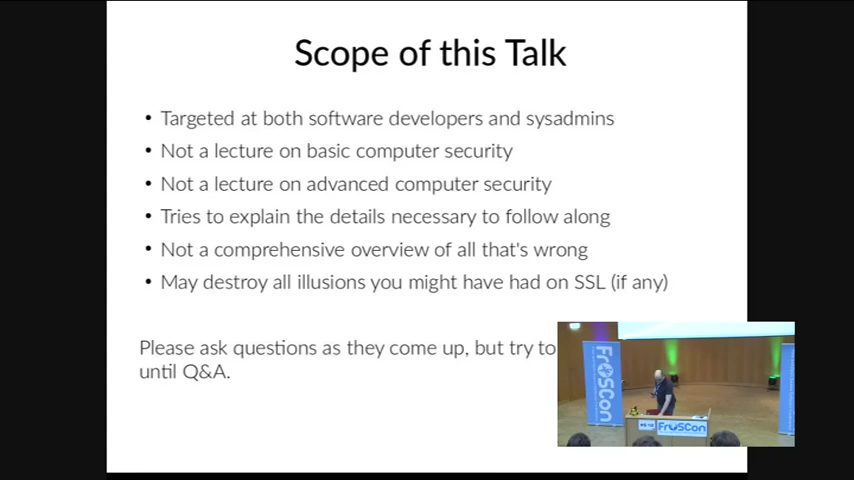 Scope of this Talk
• Targeted at both software developers and sysadmins
• Not a lecture on basic computer security
• Not a lecture on advanced computer security
• Tries to explain the details necessary to follow along
• Not a comprehensive overview of all that's wrong
• May destroy all illusions you might have had on SSL (if any)
Please ask questions as they come up, but try to
until Q&A.
FrOSCon
FrOSCon